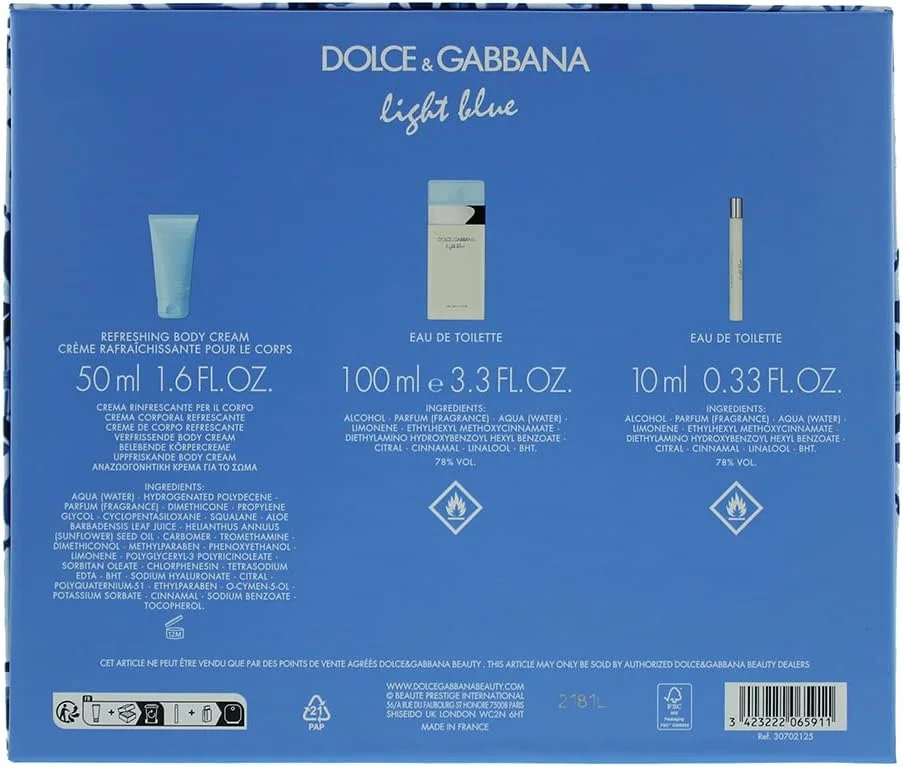 DOLCE & GABBANA
light blue
REFRESHING BODY CREAM
CRÈME RAFRAÎCHISSANTE POUR LE CORPS
50 ml 1.6 FL.OZ.
CREMA RINFRESCANTE PER IL CORPO
CREMA CORPORAL REFRESCANTE
CREME DE CORPO REFRESCANTE
VERFRISSENDE BODY CREAM
BELEBENDE KÖRPERCREME
UPPFRISKANDE BODY CREAM
ΑΝΑΖΩΟΓΟΝΗΤΙΚΗ ΚΡΕΜΑ ΓΙΑ ΤΟ ΣΩΜΑ
INGREDIENTS:
AQUA (WATER) · HYDROGENATED POLYDECENE ·
PARFUM (FRAGRANCE) · DIMETHICONE · PROPYLENE
GLYCOL · CYCLOPENTASILOXANE · SQUALANE · ALOE
BARBADENSIS LEAF JUICE · HELIANTHUS ANNUUS
(SUNFLOWER) SEED OIL · CARBOMER · TROMETHAMINE ·
DIMETHICONOL · METHYLPARABEN · PHENOXYETHANOL ·
LIMONENE · POLYGLYCERYL-3 POLYRICINOLEATE ·
SORBITAN OLEATE · CHLORPHENESIN · TETRASODIUM
EDTA · BHT · SODIUM HYALURONATE · CITRAL ·
POLYQUATERNIUM-51 · ETHYLPARABEN · O-CYMEN-5-OL ·
POTASSIUM SORBATE · CINNAMAL · SODIUM BENZOATE ·
TOCOPHEROL.
12M
DOLCE & GABBANA
light blue
EAU DE TOILETTE
100 ml e 3.3 FL.OZ.
INGREDIENTS:
ALCOHOL · PARFUM (FRAGRANCE) · AQUA (WATER) ·
LIMONENE · ETHYLHEXYL METHOXYCINNAMATE ·
DIETHYLAMINO HYDROXYBENZOYL HEXYL BENZOATE ·
CITRAL · CINNAMAL · LINALOOL · BHT.
78% VOL.
EAU DE TOILETTE
10 ml 0.33 FL.OZ.
INGREDIENTS:
ALCOHOL · PARFUM (FRAGRANCE) · AQUA (WATER) ·
LIMONENE · ETHYLHEXYL METHOXYCINNAMATE ·
DIETHYLAMINO HYDROXYBENZOYL HEXYL BENZOATE ·
CITRAL · CINNAMAL · LINALOOL · BHT.
78% VOL.
CET ARTICLE NE PEUT ÊTRE VENDU QUE PAR DES POINTS DE VENTE AGRÉÉS DOLCE&GABBANA BEAUTY . THIS ARTICLE MAY ONLY BE SOLD BY AUTHORIZED DOLCE&GABBANA BEAUTY DEALERS
FR
21
PAP
WWW.DOLCEGABBANABEAUTY.COM
© BEAUTE PRESTIGE INTERNATIONAL
56/A RUE DU FAUBOURG ST HONORE 75008 PARIS
SHISEIDO UK LONDON WC2N 6HT
MADE IN FRANCE
2181L
FSC
MIX
Packaging
3 423222 065911
Ref. 30702125